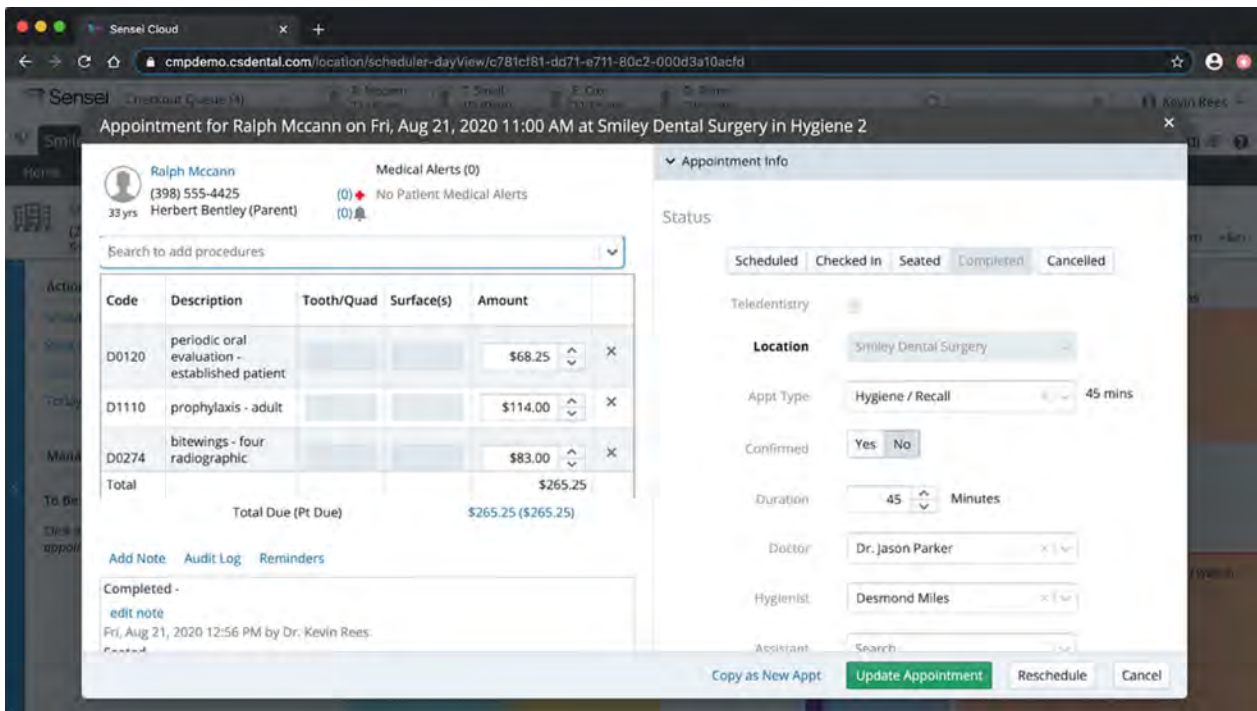 Sensei Cloud
cmpdemo.csdental.com/location/scheduler-dayView/c781cf81-dd71-e711-80c2-000d3a10acfd
Sensei Checkout Queue (4)
Kevin Rees
Appointment for Ralph Mccann on Fri, Aug 21, 2020 11:00 AM at Smiley Dental Surgery in Hygiene 2
Home
Ralph Mccann
(398) 555-4425
33 yrs Herbert Bentley (Parent)
Medical Alerts (0)
(0) No Patient Medical Alerts
(0)
Search to add procedures
Code Description Tooth/Quad Surface(s) Amount
D0120 periodic oral evaluation - established patient $68.25
D1110 prophylaxis - adult $114.00
D0274 bitewings - four radiographic $83.00
Total $265.25
Total Due (Pt Due) $265.25 ($265.25)
Add Note Audit Log Reminders
Completed -
edit note
Fri, Aug 21, 2020 12:56 PM by Dr. Kevin Rees
Seated
Appointment Info
Status
Scheduled Checked In Seated Completed Cancelled
Teledentistry
Location Smiley Dental Surgery
Appt Type Hygiene / Recall 45 mins
Confirmed Yes No
Duration 45 Minutes
Doctor Dr. Jason Parker
Hygienist Desmond Miles
Assistant Search
Copy as New Appt Update Appointment Reschedule Cancel